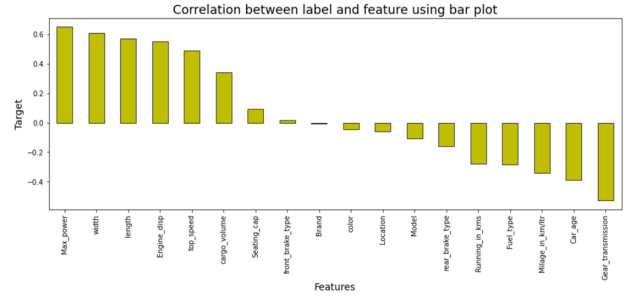 Correlation between label and feature using bar plot
Target
0.6
0.4
0.2
0.0
−0.2
−0.4
Max_power
width
length
Engine_disp
top_speed
cargo_volume
Seating_cap
front_brake_type
Brand
color
Location
Model
rear_brake_type
Running_in_kms
Fuel_type
Milage_in_km/ltr
Car_age
Gear_transmission
Features